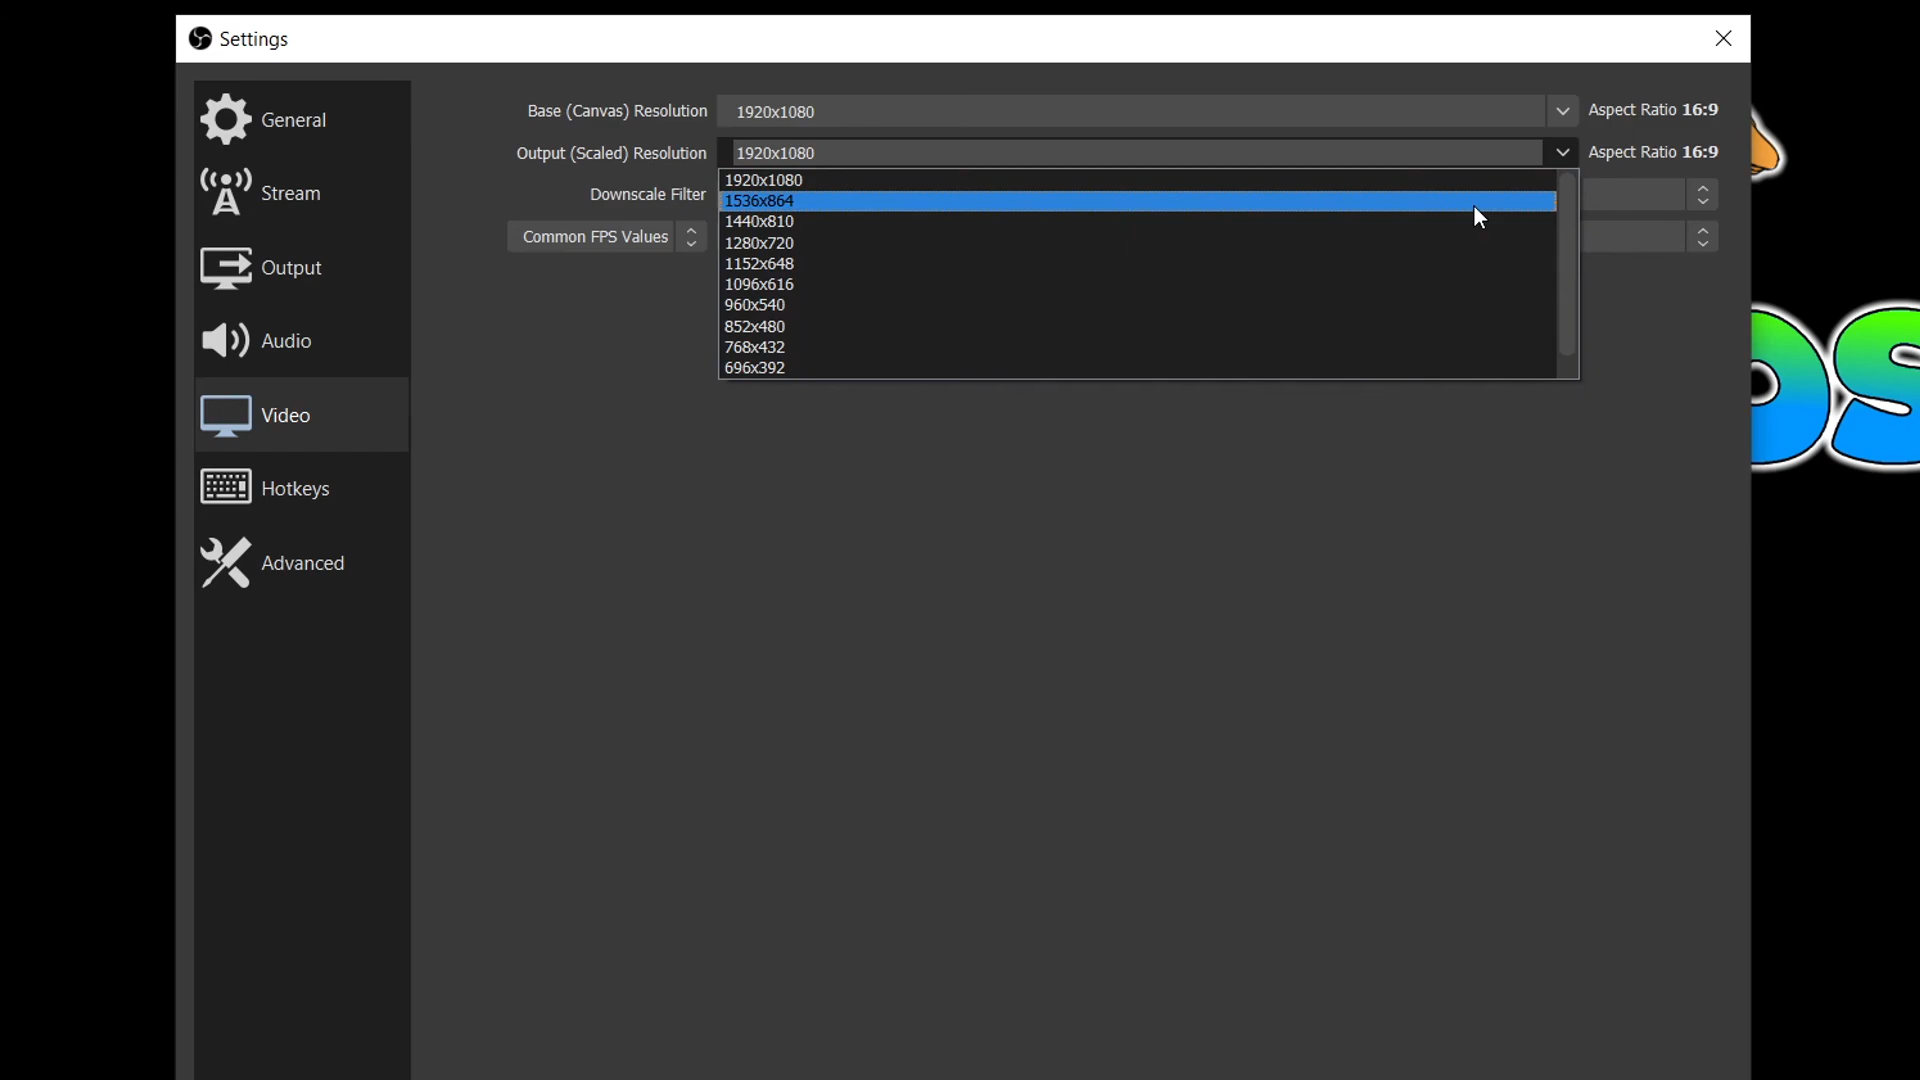 Settings
General
Stream
Output
Audio
Video
Hotkeys
Advanced
Base (Canvas) Resolution 1920x1080 Aspect Ratio 16:9
Output (Scaled) Resolution 1920x1080 Aspect Ratio 16:9
Downscale Filter
Common FPS Values
1920x1080
1536x864
1440x810
1280x720
1152x648
1096x616
960x540
852x480
768x432
696x392